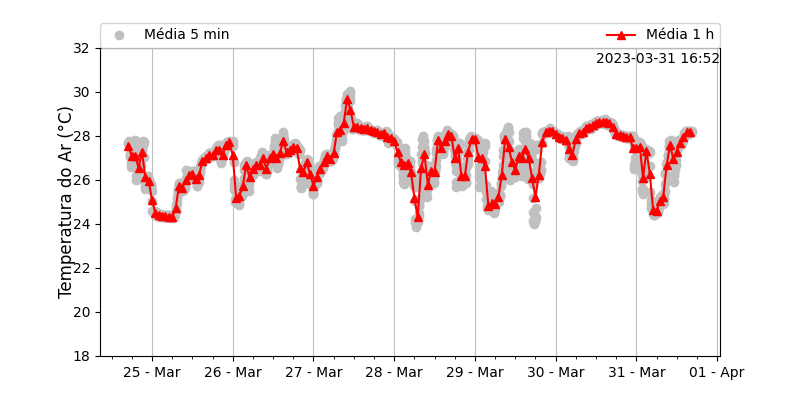 Média 5 min
Média 1 h
2023-03-31 16:52
Temperatura do Ar (°C)
32
30
28
26
24
22
20
18
25 - Mar
26 - Mar
27 - Mar
28 - Mar
29 - Mar
30 - Mar
31 - Mar
01 - Apr